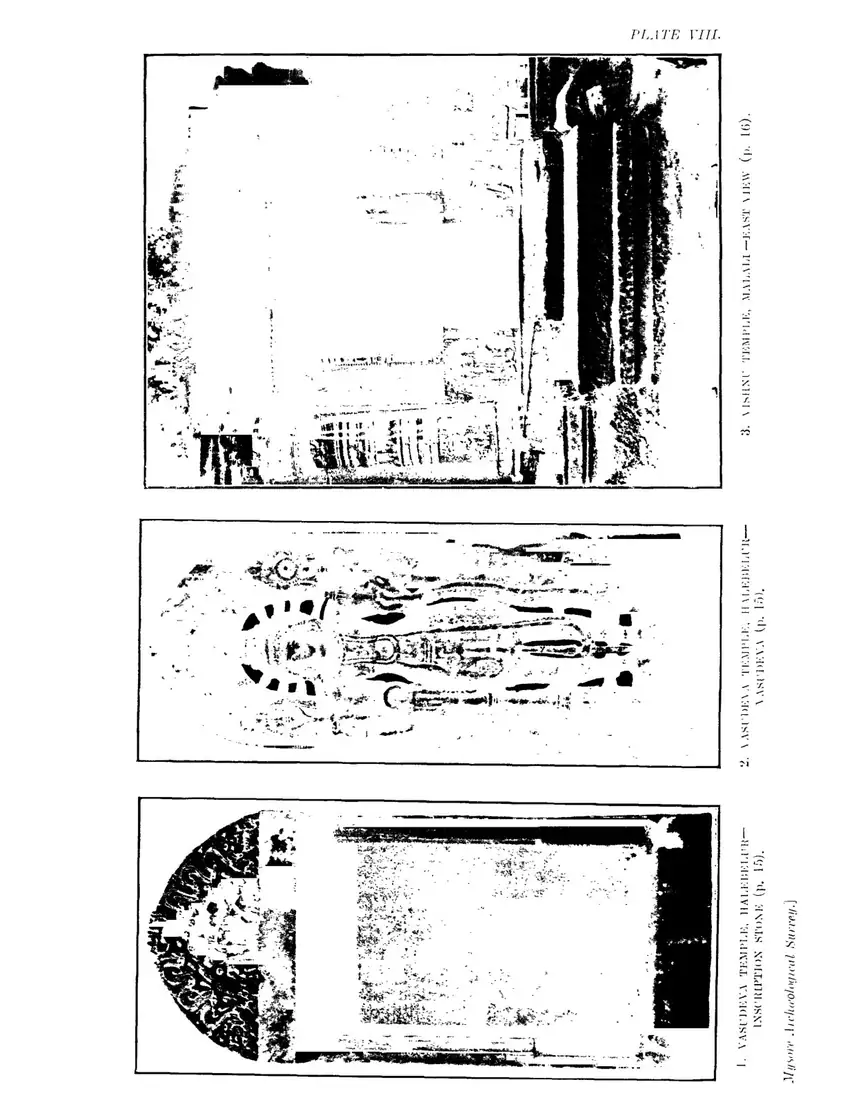 PLATE VIII.
3. VISHNU TEMPLE, MALALI—EAST VIEW (p. 16).
2. VASUDEVA TEMPLE, HALEBELUR—
VASUDEVA (p. 15).
1. VASUDEVA TEMPLE, HALEBELUR—
INSCRIPTION STONE (p. 15).
Mysore Archæological Survey.]